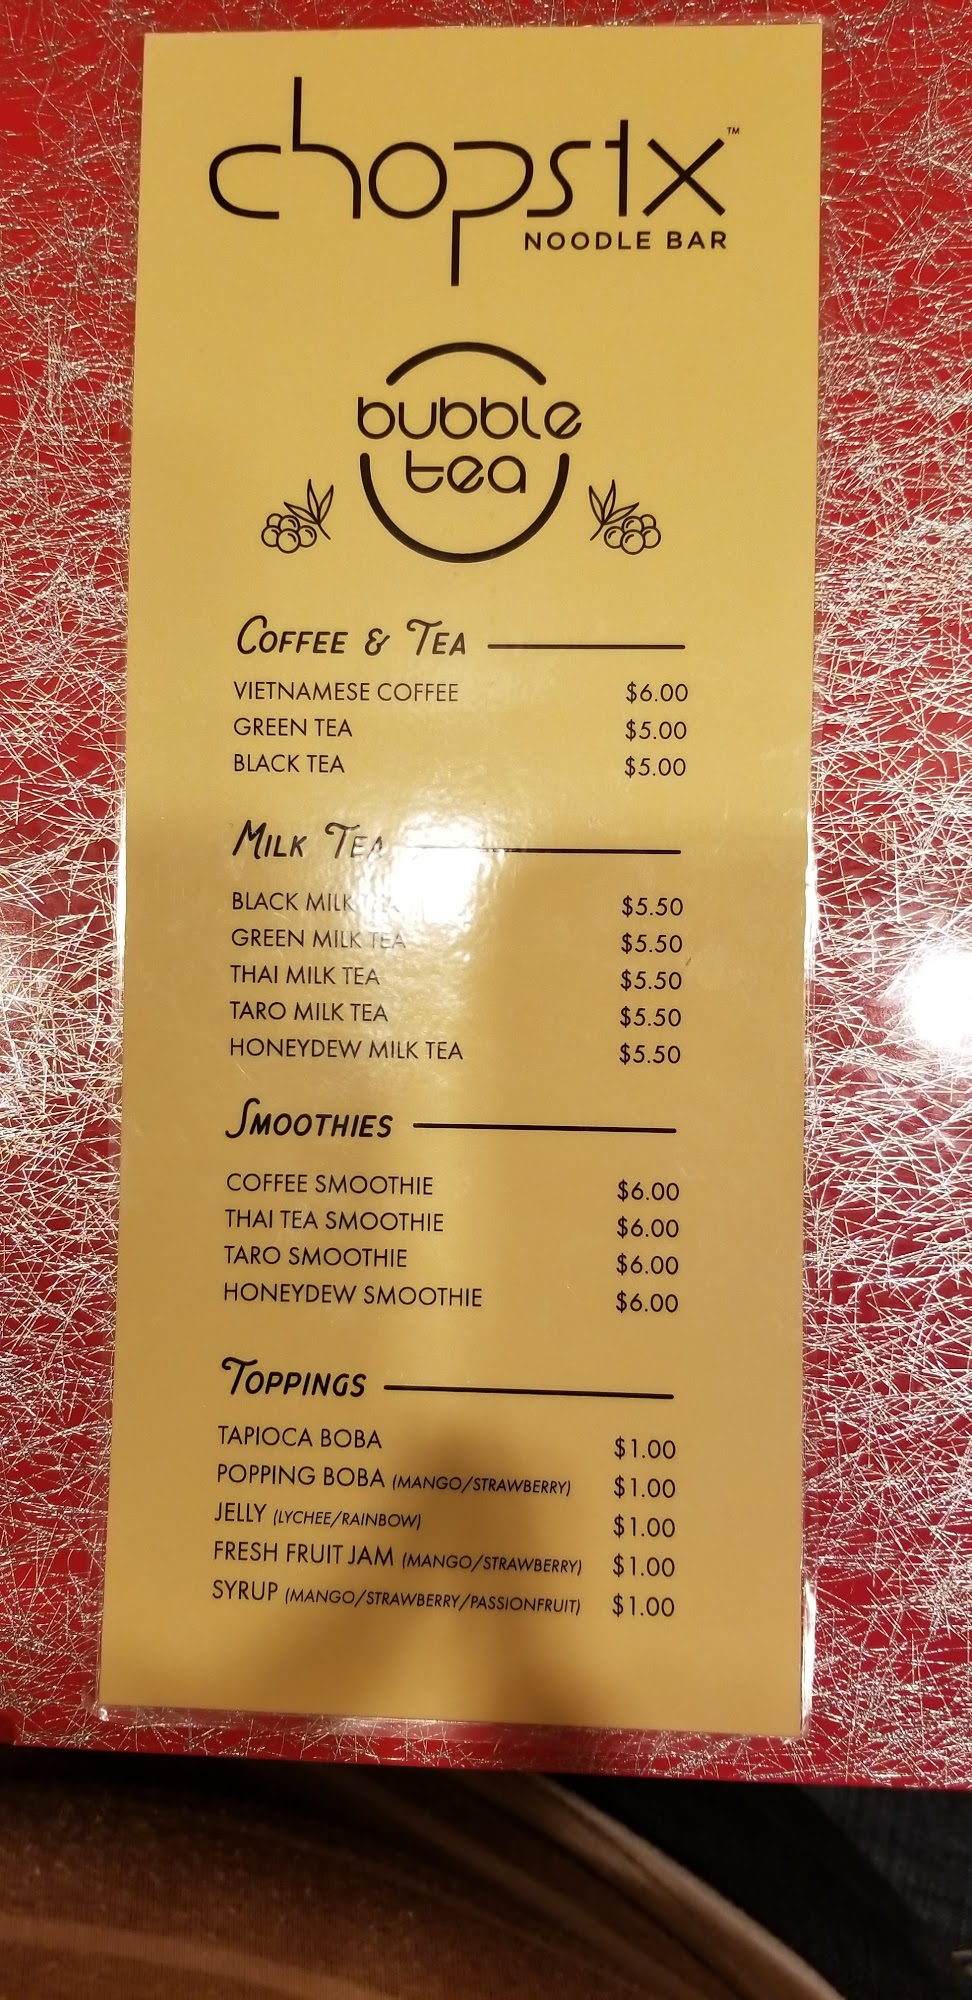 chopstx™
NOODLE BAR
bubble
tea
COFFEE & TEA
VIETNAMESE COFFEE $6.00
GREEN TEA $5.00
BLACK TEA $5.00
MILK TEA
BLACK MILK TEA $5.50
GREEN MILK TEA $5.50
THAI MILK TEA $5.50
TARO MILK TEA $5.50
HONEYDEW MILK TEA $5.50
SMOOTHIES
COFFEE SMOOTHIE $6.00
THAI TEA SMOOTHIE $6.00
TARO SMOOTHIE $6.00
HONEYDEW SMOOTHIE $6.00
TOPPINGS
TAPIOCA BOBA $1.00
POPPING BOBA (MANGO/STRAWBERRY) $1.00
JELLY (LYCHEE/RAINBOW) $1.00
FRESH FRUIT JAM (MANGO/STRAWBERRY) $1.00
SYRUP (MANGO/STRAWBERRY/PASSIONFRUIT) $1.00